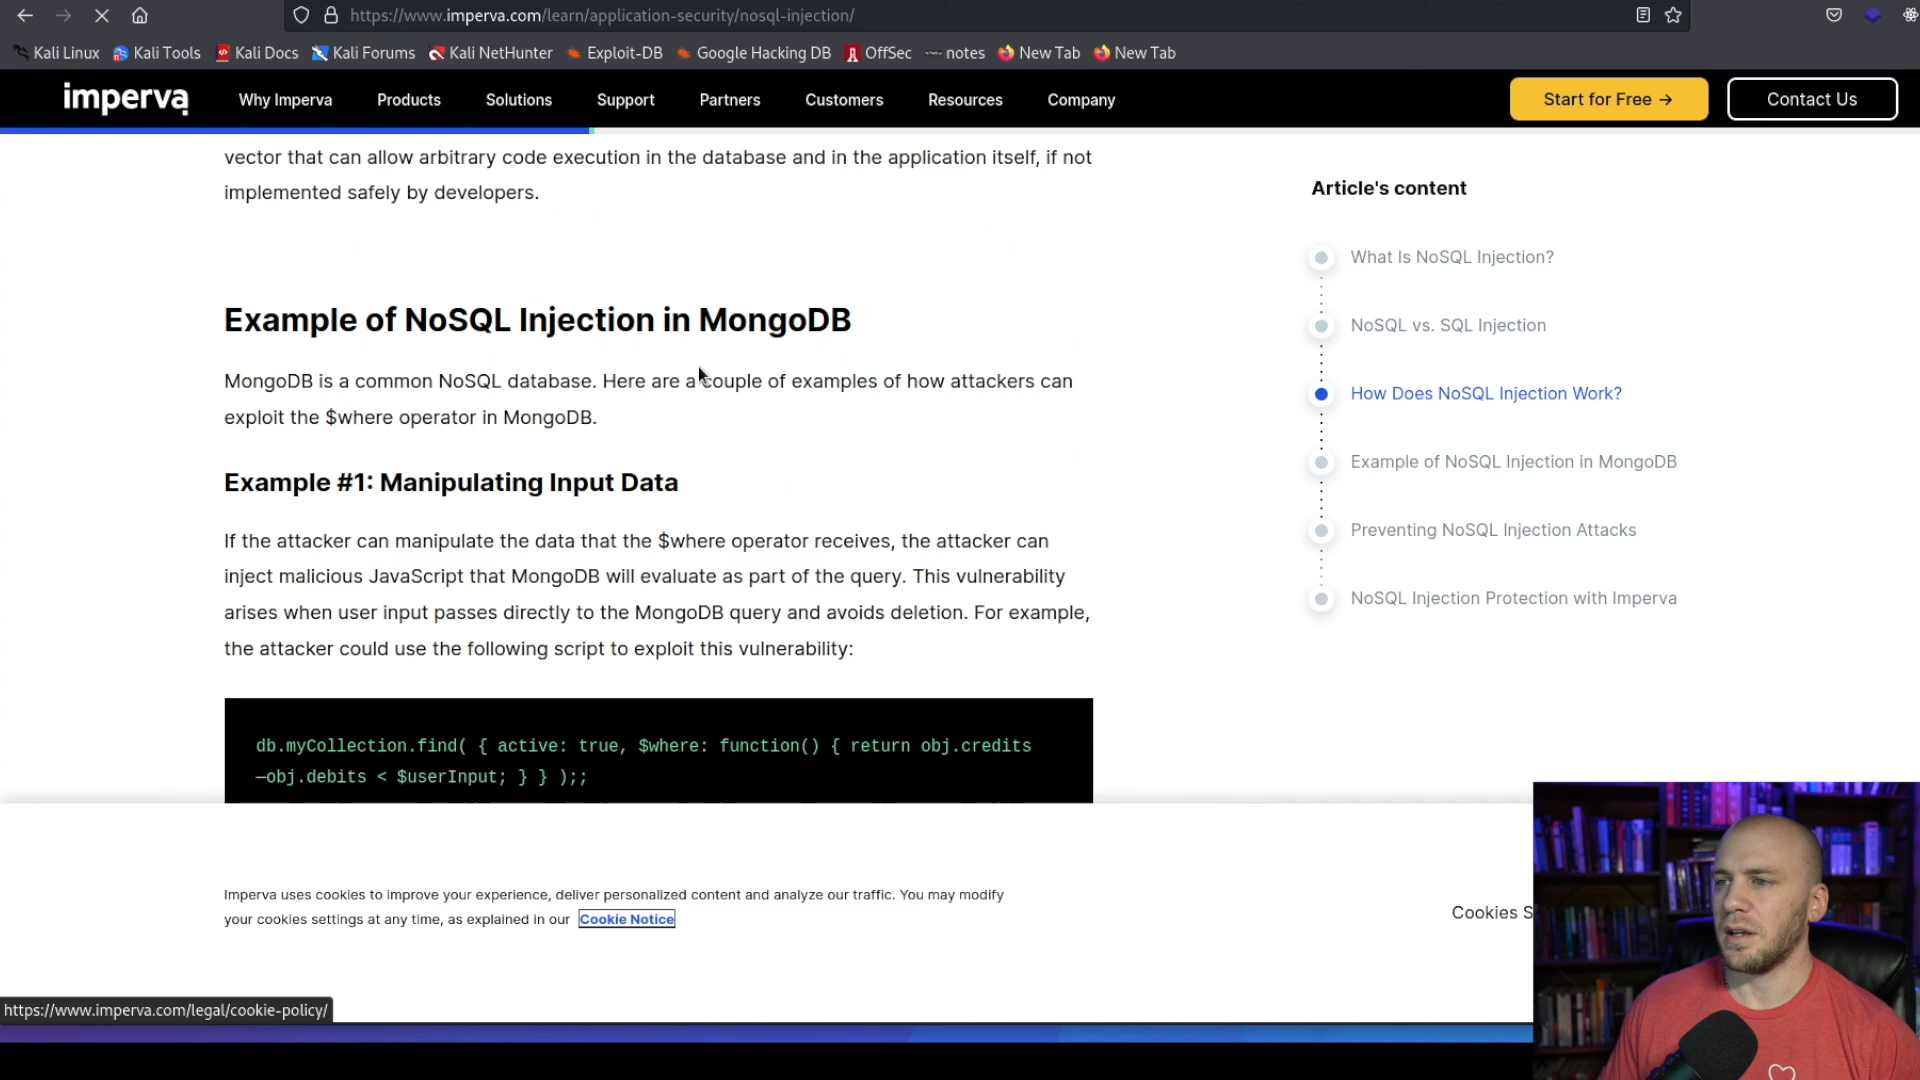 https://www.imperva.com/learn/application-security/nosql-injection/
Kali Linux Kali Tools Kali Docs Kali Forums Kali NetHunter Exploit-DB Google Hacking DB OffSec notes New Tab New Tab
imperva Why Imperva Products Solutions Support Partners Customers Resources Company Start for Free → Contact Us
vector that can allow arbitrary code execution in the database and in the application itself, if not
implemented safely by developers.
Example of NoSQL Injection in MongoDB
MongoDB is a common NoSQL database. Here are a couple of examples of how attackers can
exploit the $where operator in MongoDB.
Example #1: Manipulating Input Data
If the attacker can manipulate the data that the $where operator receives, the attacker can
inject malicious JavaScript that MongoDB will evaluate as part of the query. This vulnerability
arises when user input passes directly to the MongoDB query and avoids deletion. For example,
the attacker could use the following script to exploit this vulnerability:
db.myCollection.find( { active: true, $where: function() { return obj.credits
—obj.debits < $userInput; } } );;
Article's content
What Is NoSQL Injection?
NoSQL vs. SQL Injection
How Does NoSQL Injection Work?
Example of NoSQL Injection in MongoDB
Preventing NoSQL Injection Attacks
NoSQL Injection Protection with Imperva
Imperva uses cookies to improve your experience, deliver personalized content and analyze our traffic. You may modify
your cookies settings at any time, as explained in our Cookie Notice
Cookies S
https://www.imperva.com/legal/cookie-policy/